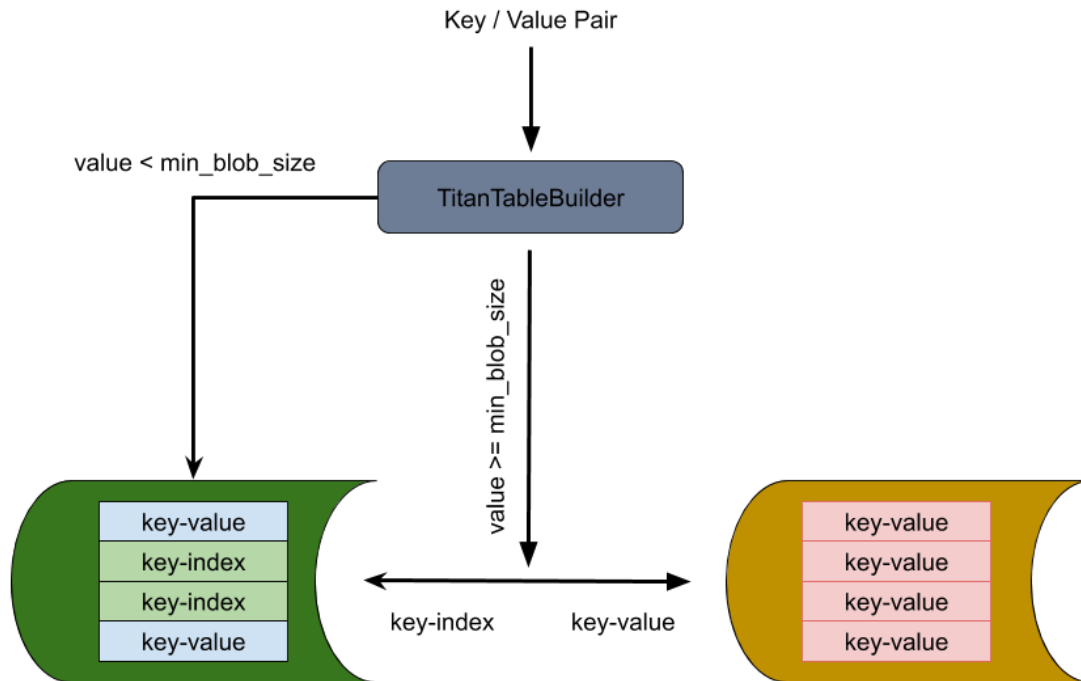 Key / Value Pair
value < min_blob_size
TitanTableBuilder
value >= min_blob_size
key-value
key-index
key-index
key-value
key-index
key-value
key-value
key-value
key-value
key-value